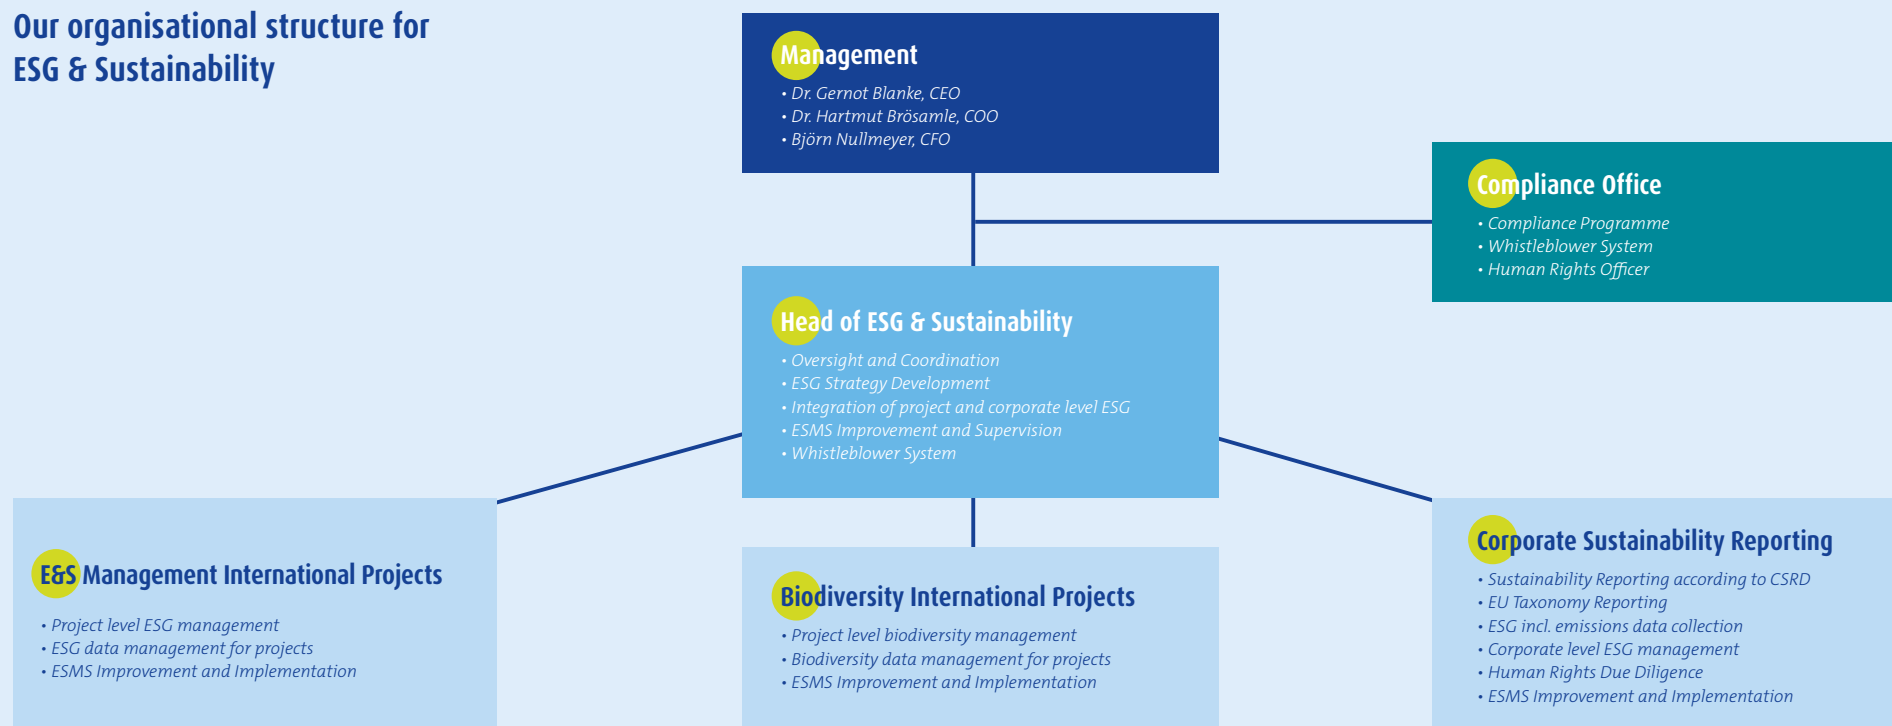 Our organisational structure for
ESG & Sustainability
Management
• Dr. Gernot Blanke, CEO
• Dr. Hartmut Brösamle, COO
• Björn Nullmeyer, CFO
Compliance Office
• Compliance Programme
• Whistleblower System
• Human Rights Officer
Head of ESG & Sustainability
• Oversight and Coordination
• ESG Strategy Development
• Integration of project and corporate level ESG
• ESMS Improvement and Supervision
• Whistleblower System
E&S Management International Projects
• Project level ESG management
• ESG data management for projects
• ESMS Improvement and Implementation
Biodiversity International Projects
• Project level biodiversity management
• Biodiversity data management for projects
• ESMS Improvement and Implementation
Corporate Sustainability Reporting
• Sustainability Reporting according to CSRD
• EU Taxonomy Reporting
• ESG incl. emissions data collection
• Corporate level ESG management
• Human Rights Due Diligence
• ESMS Improvement and Implementation